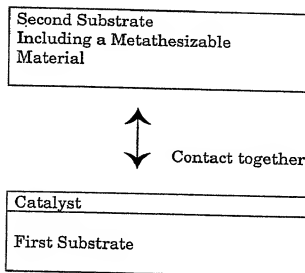 Second Substrate
Including a Metathesizable
Material
Contact together
Catalyst
First Substrate